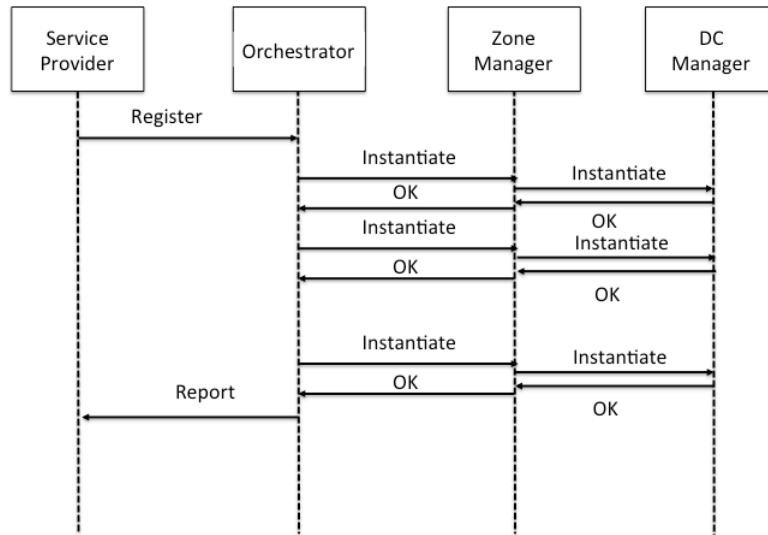 Service
Provider
Orchestrator
Zone
Manager
DC
Manager
Register
Instantiate
Instantiate
OK
OK
Instantiate
Instantiate
OK
OK
Instantiate
Instantiate
OK
OK
Report